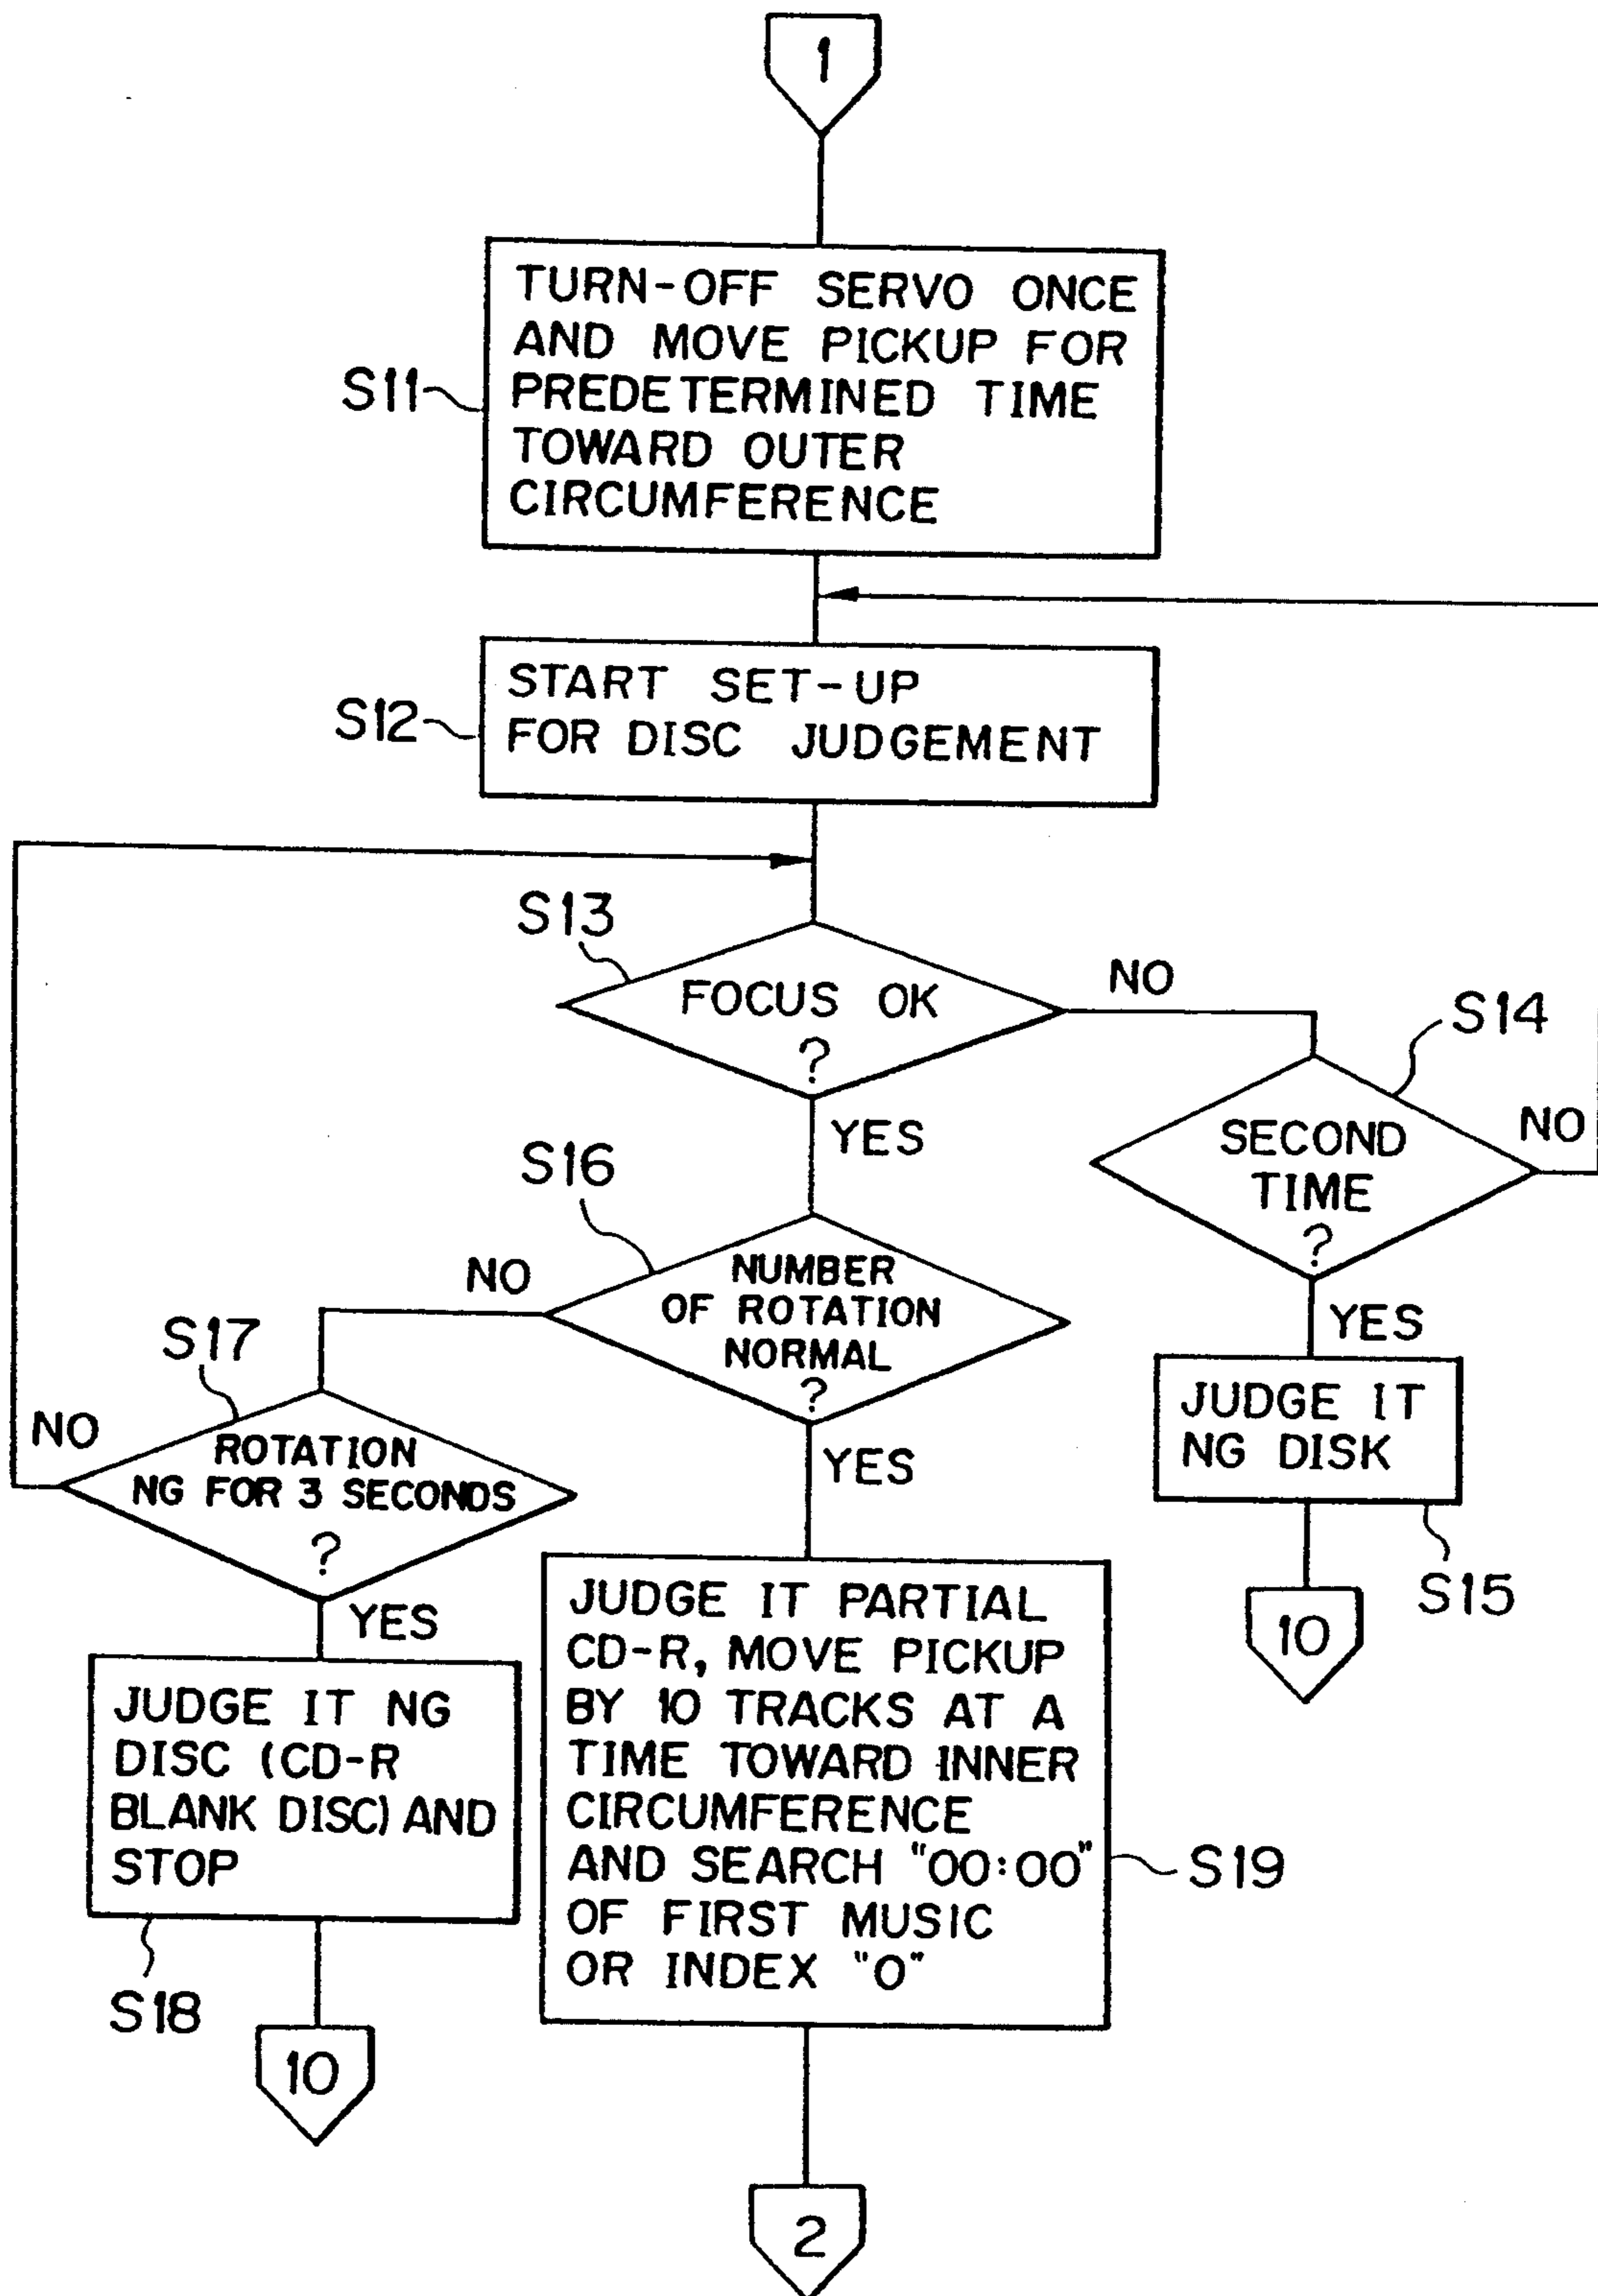 1
TURN-OFF SERVO ONCE
AND MOVE PICKUP FOR
PREDETERMINED TIME
TOWARD OUTER
CIRCUMFERENCE
S11
START SET-UP
FOR DISC JUDGEMENT
S12
S13
FOCUS OK
?
NO
YES
S14
SECOND
TIME
?
NO
YES
JUDGE IT
NG DISK
S15
10
S16
NUMBER
OF ROTATION
NORMAL
?
NO
YES
S17
ROTATION
NG FOR 3 SECONDS
?
NO
YES
JUDGE IT NG
DISC (CD-R
BLANK DISC) AND
STOP
S18
10
JUDGE IT PARTIAL
CD-R, MOVE PICKUP
BY 10 TRACKS AT A
TIME TOWARD INNER
CIRCUMFERENCE
AND SEARCH "00:00"
OF FIRST MUSIC
OR INDEX "0"
S19
2